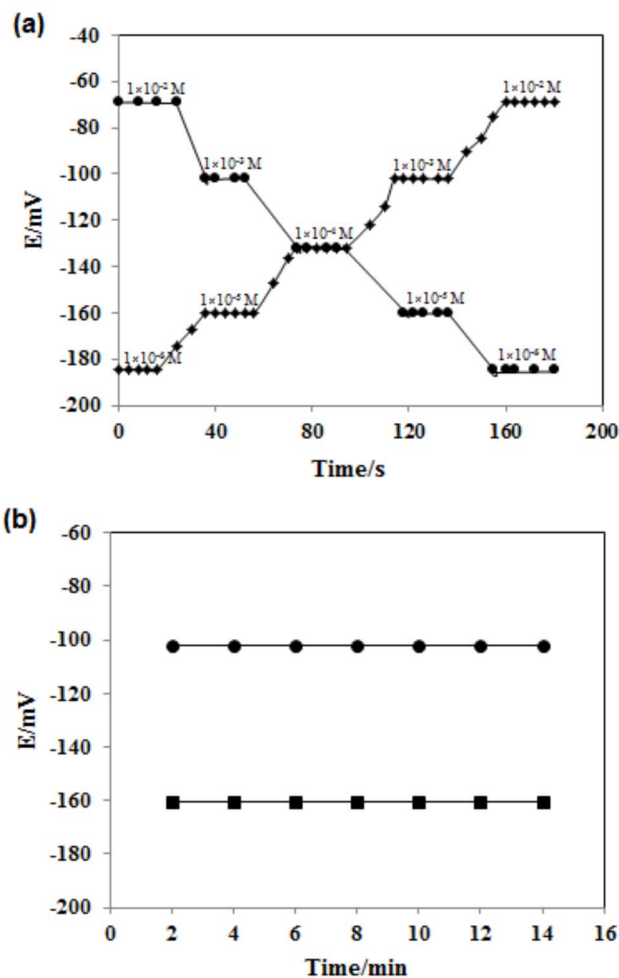 (a)
-40
1×10⁻² M 1×10⁻² M
-60
-80
1×10⁻³ M 1×10⁻³ M
-100
-120
1×10⁻⁴ M
-140
1×10⁻⁵ M 1×10⁻⁵ M
-160
1×10⁻⁶ M 1×10⁻⁶ M
-180
-200
0 40 80 120 160 200
E/mV
Time/s
(b)
-60
-80
-100
-120
-140
-160
-180
-200
0 2 4 6 8 10 12 14 16
E/mV
Time/min